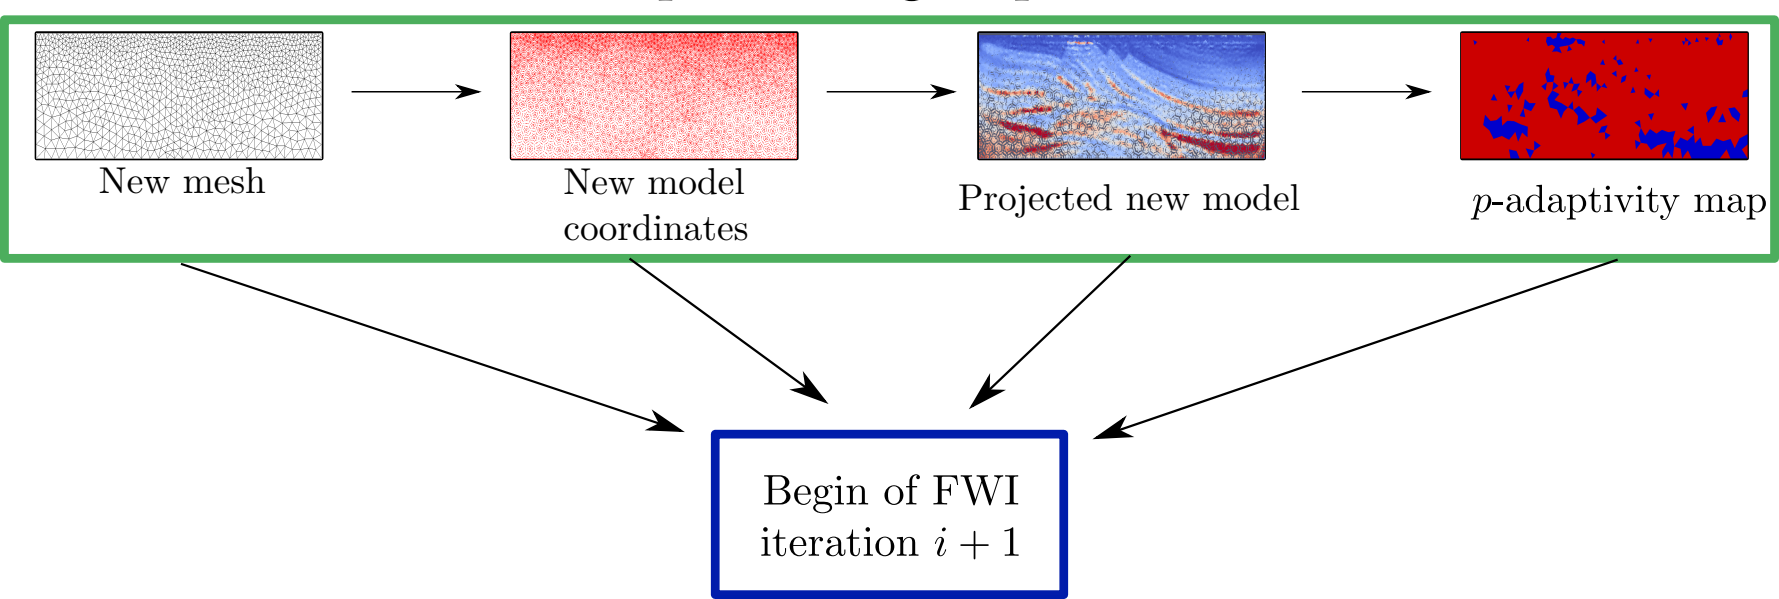 New mesh
New model
coordinates
Projected new model
p-adaptivity map
Begin of FWI
iteration i + 1